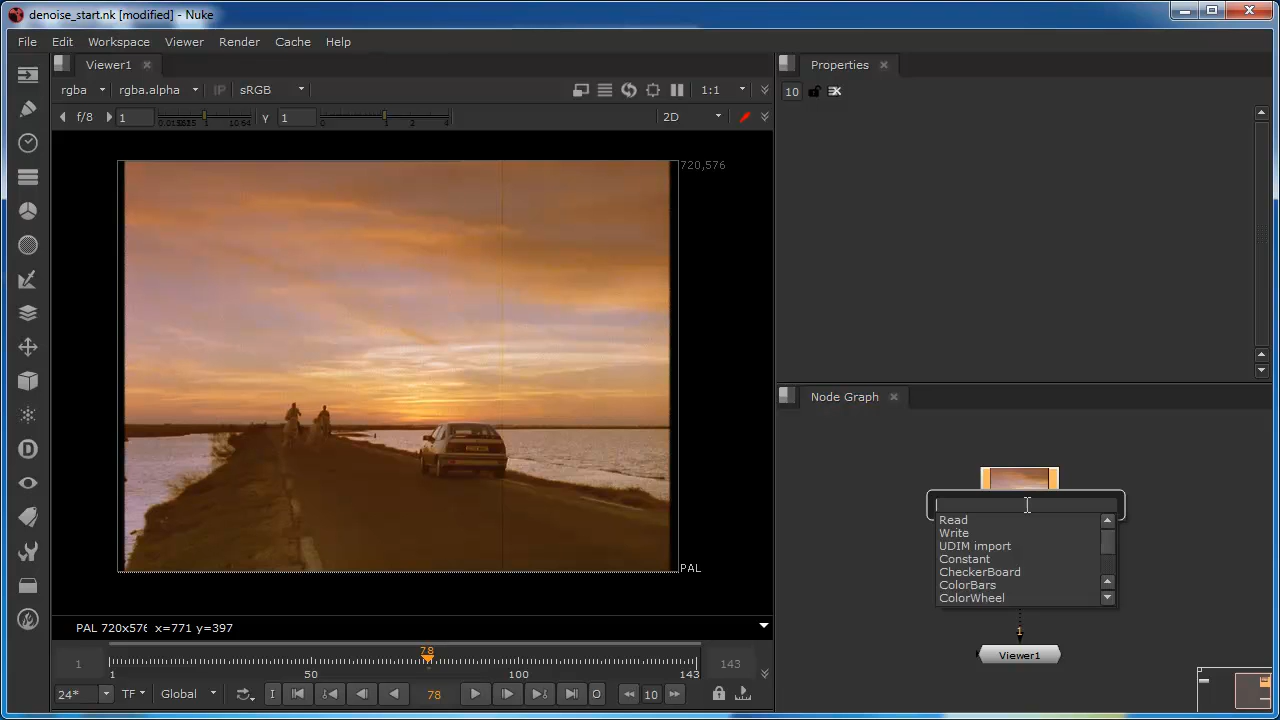 denoise_start.nk [modified] - Nuke
File Edit Workspace Viewer Render Cache Help
Viewer1
Properties
rgba rgba.alpha IP sRGB 1:1
10
f/8 1 γ 1 2D
720,576
PAL
PAL 720x576 x=771 y=397
Node Graph
Read
Write
UDIM import
Constant
CheckerBoard
ColorBars
ColorWheel
1
Viewer1
78
1 143
1 50 100 143
24* TF Global I 78 O 10